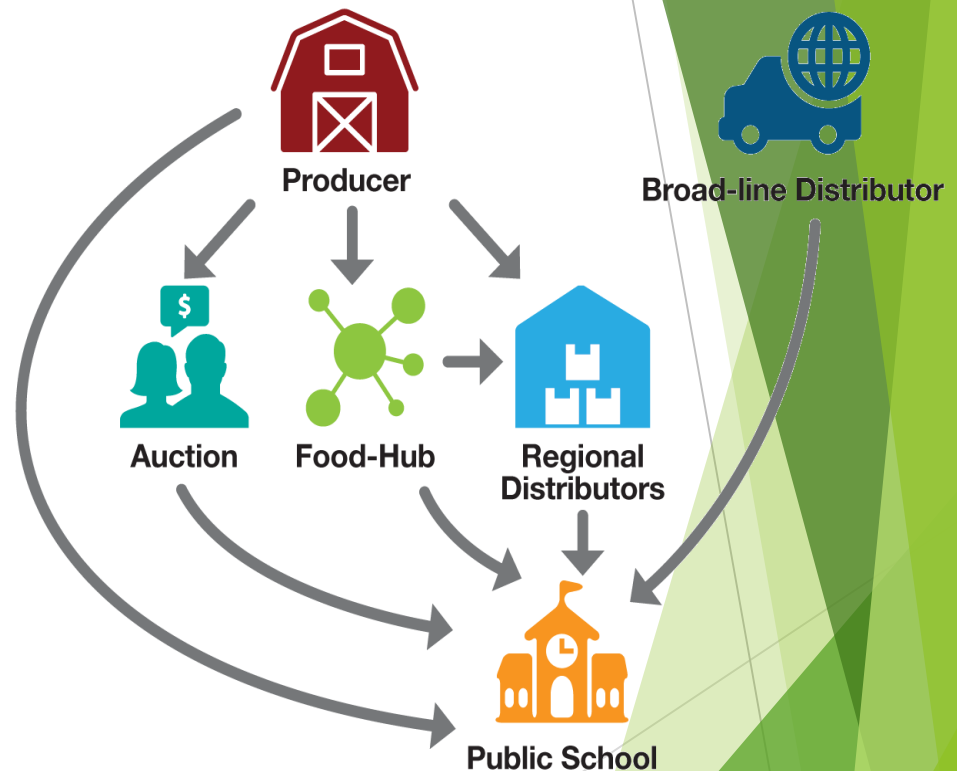 Producer
Broad-line Distributor
$
Auction
Food-Hub
Regional
Distributors
Public School